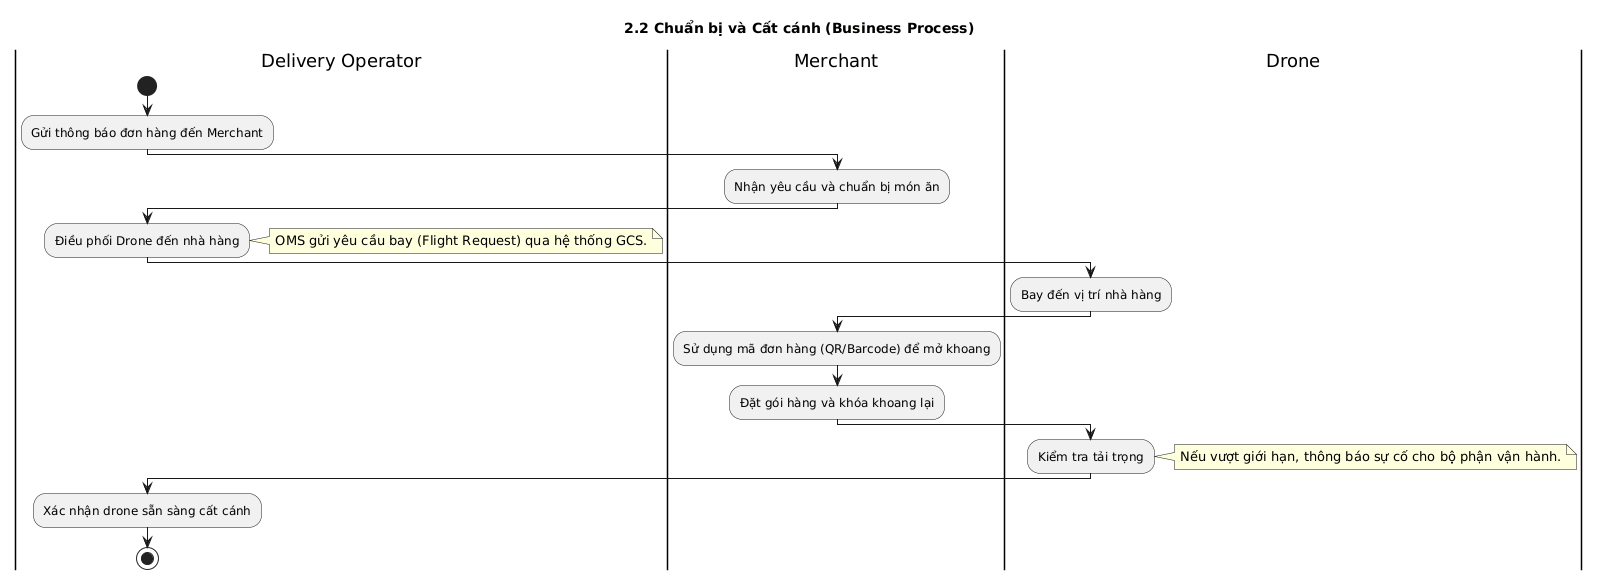 2.2 Chuẩn bị và Cất cánh (Business Process)
Delivery Operator
Merchant
Drone
Gửi thông báo đơn hàng đến Merchant
Nhận yêu cầu và chuẩn bị món ăn
Điều phối Drone đến nhà hàng
OMS gửi yêu cầu bay (Flight Request) qua hệ thống GCS.
Bay đến vị trí nhà hàng
Sử dụng mã đơn hàng (QR/Barcode) để mở khoang
Đặt gói hàng và khóa khoang lại
Kiểm tra tải trọng
Nếu vượt giới hạn, thông báo sự cố cho bộ phận vận hành.
Xác nhận drone sẵn sàng cất cánh